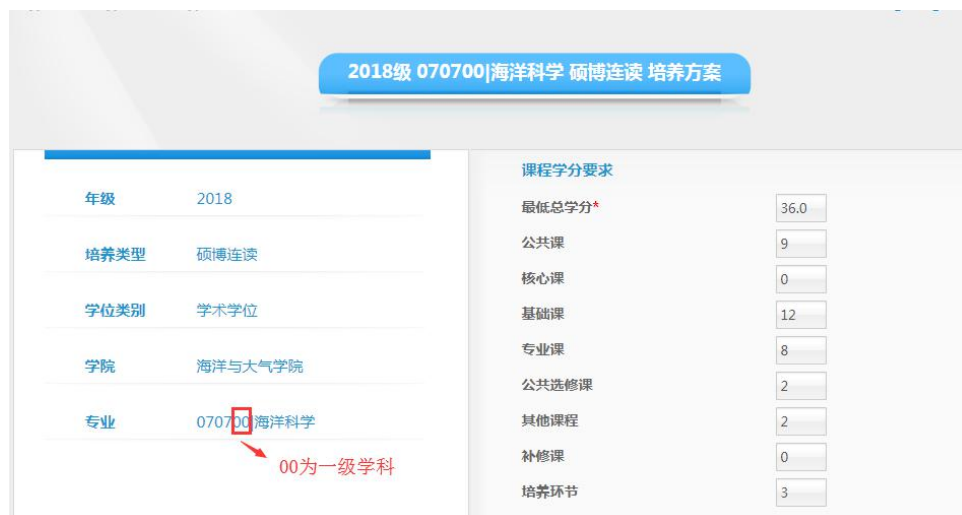 2018级 070700|海洋科学 硕博连读 培养方案
年级 2018
培养类型 硕博连读
学位类别 学术学位
学院 海洋与大气学院
专业 070700|海洋科学
00为一级学科
课程学分要求
最低总学分* 36.0
公共课 9
核心课 0
基础课 12
专业课 8
公共选修课 2
其他课程 2
补修课 0
培养环节 3